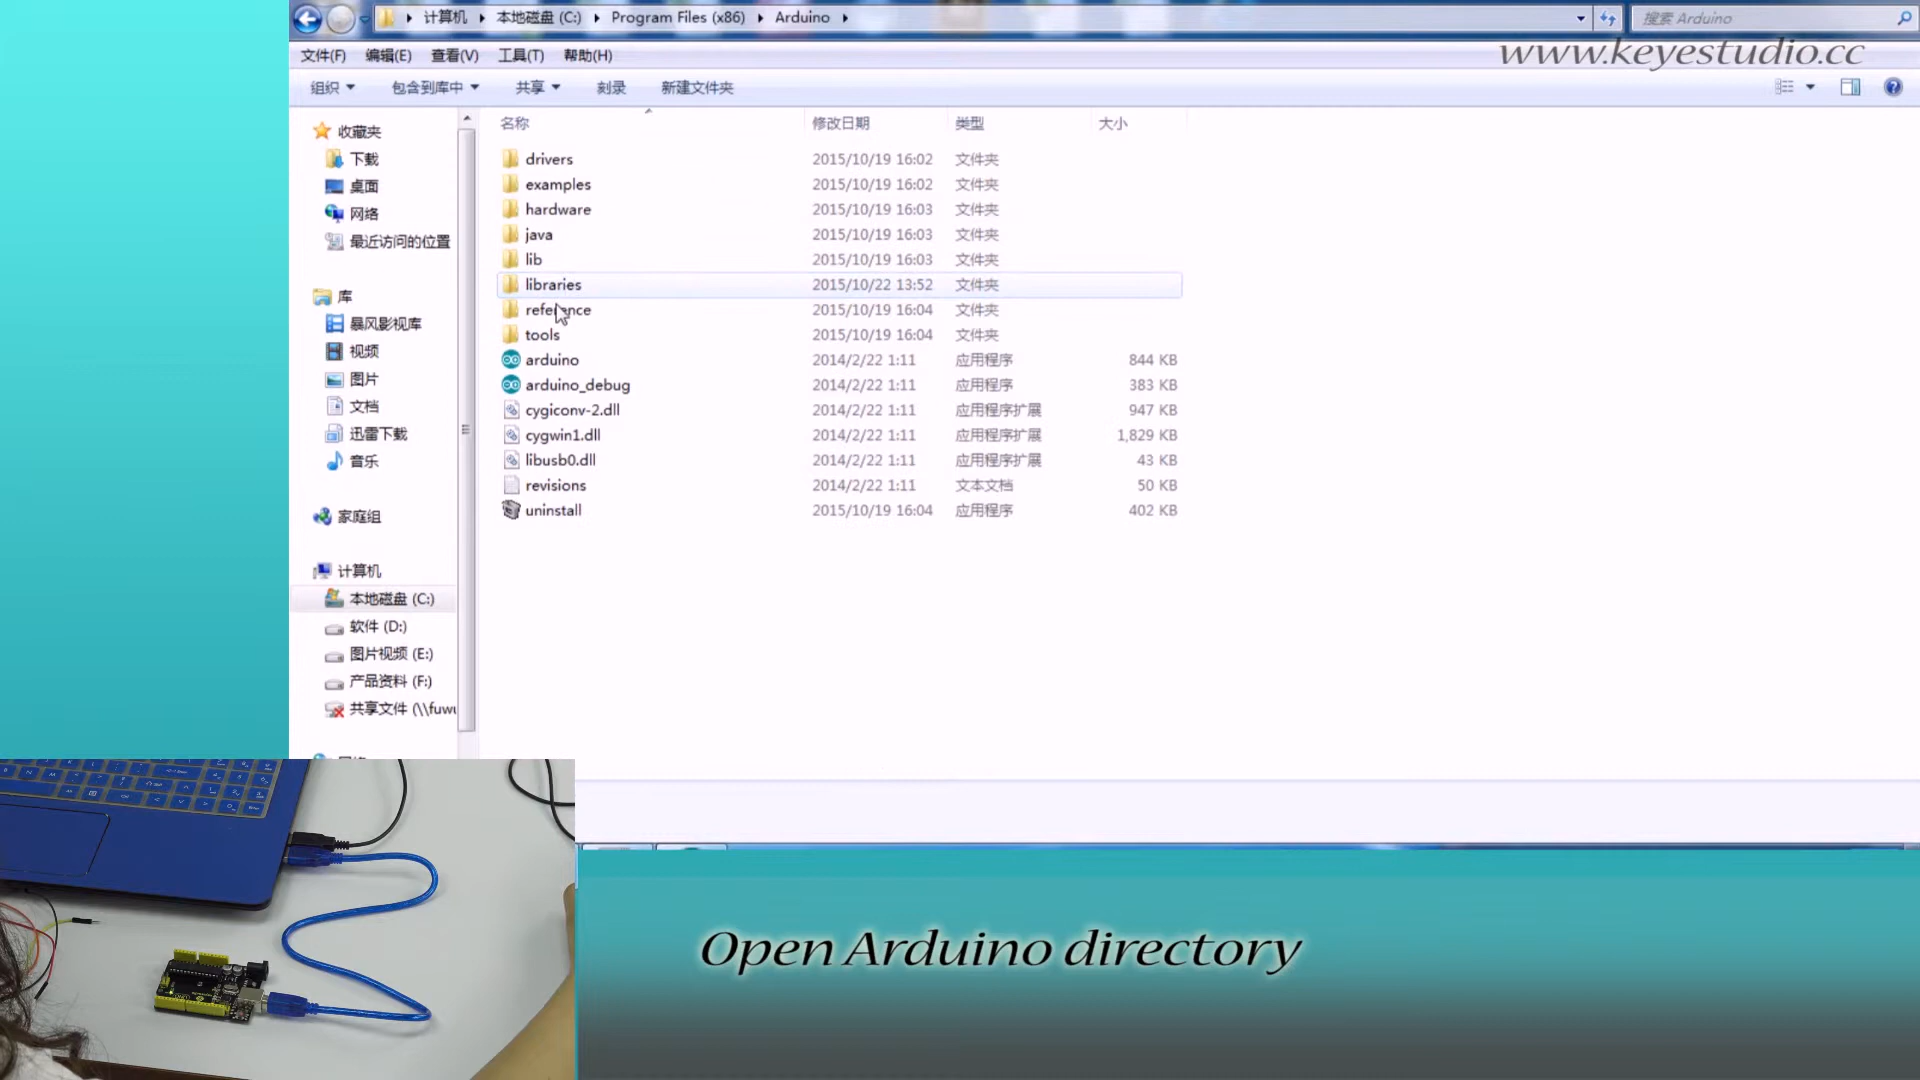 计算机 本地磁盘 (C:) Program Files (x86) Arduino 搜索 Arduino
文件(F) 编辑(E) 查看(V) 工具(T) 帮助(H)
www.keyestudio.cc
组织 包含到库中 共享 刻录 新建文件夹
收藏夹
下载
桌面
网络
最近访问的位置
库
暴风影视库
视频
图片
文档
迅雷下载
音乐
家庭组
计算机
本地磁盘 (C:)
软件 (D:)
图片视频 (E:)
产品资料 (F:)
共享文件 (\\fuwu
名称 修改日期 类型 大小
drivers 2015/10/19 16:02 文件夹
examples 2015/10/19 16:02 文件夹
hardware 2015/10/19 16:03 文件夹
java 2015/10/19 16:03 文件夹
lib 2015/10/19 16:03 文件夹
libraries 2015/10/22 13:52 文件夹
reference 2015/10/19 16:04 文件夹
tools 2015/10/19 16:04 文件夹
arduino 2014/2/22 1:11 应用程序 844 KB
arduino_debug 2014/2/22 1:11 应用程序 383 KB
cygiconv-2.dll 2014/2/22 1:11 应用程序扩展 947 KB
cygwin1.dll 2014/2/22 1:11 应用程序扩展 1,829 KB
libusb0.dll 2014/2/22 1:11 应用程序扩展 43 KB
revisions 2014/2/22 1:11 文本文档 50 KB
uninstall 2015/10/19 16:04 应用程序 402 KB
Open Arduino directory